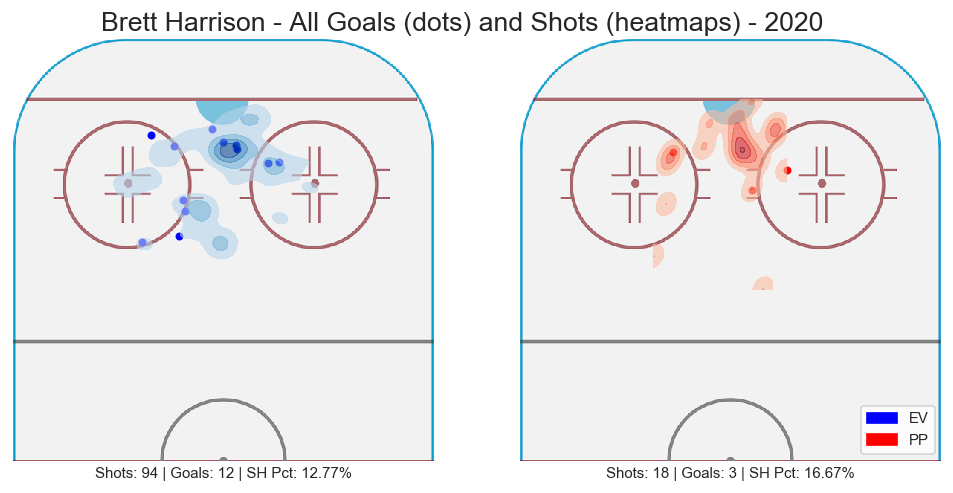 Brett Harrison - All Goals (dots) and Shots (heatmaps) - 2020
EV
PP
Shots: 94 | Goals: 12 | SH Pct: 12.77%
Shots: 18 | Goals: 3 | SH Pct: 16.67%